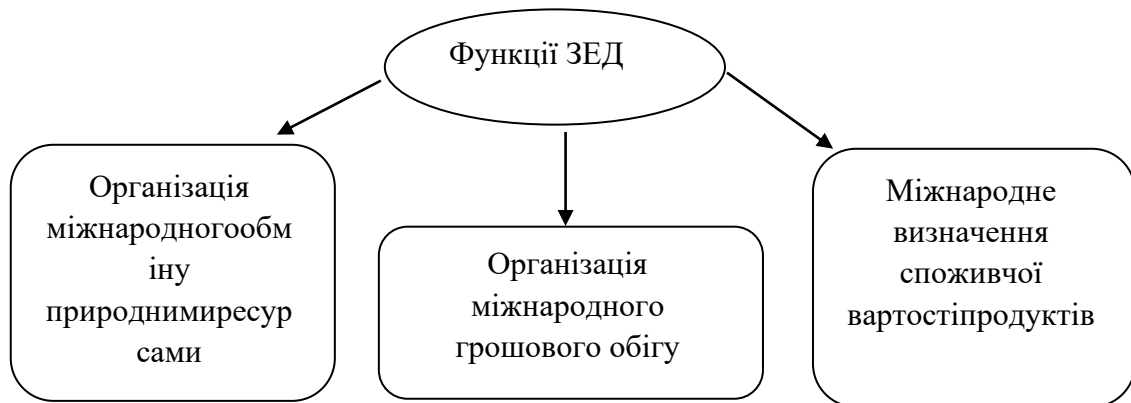 Функції ЗЕД
Організація
міжнародногообм
іну
природнимиресур
сами
Організація
міжнародного
грошового обігу
Міжнародне
визначення
споживчої
вартостіпродуктів